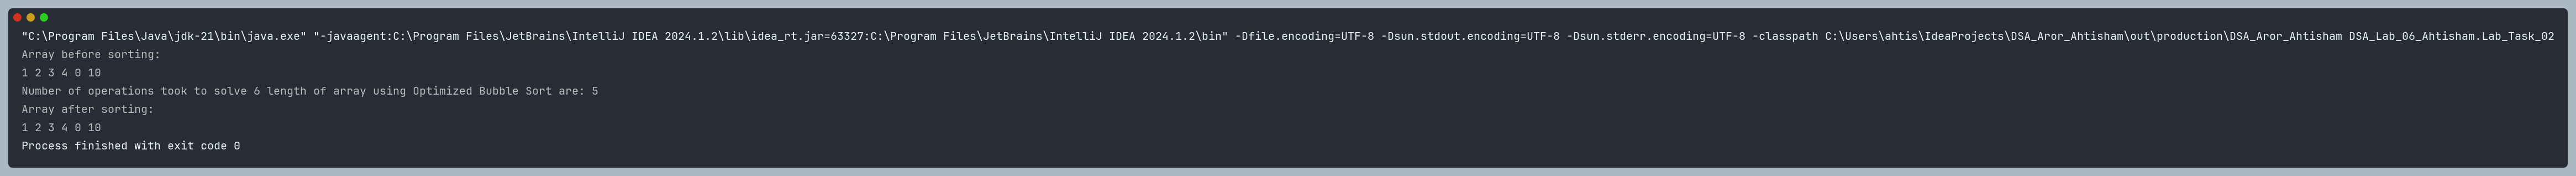 "C:\Program Files\Java\jdk-21\bin\java.exe" "-javaagent:C:\Program Files\JetBrains\IntelliJ IDEA 2024.1.2\lib\idea_rt.jar=63327:C:\Program Files\JetBrains\IntelliJ IDEA 2024.1.2\bin" -Dfile.encoding=UTF-8 -Dsun.stdout.encoding=UTF-8 -Dsun.stderr.encoding=UTF-8 -classpath C:\Users\ahtis\IdeaProjects\DSA_Aror_Ahtisham\out\production\DSA_Aror_Ahtisham DSA_Lab_06_Ahtisham.Lab_Task_02
Array before sorting:
1 2 3 4 0 10
Number of operations took to solve 6 length of array using Optimized Bubble Sort are: 5
Array after sorting:
1 2 3 4 0 10
Process finished with exit code 0